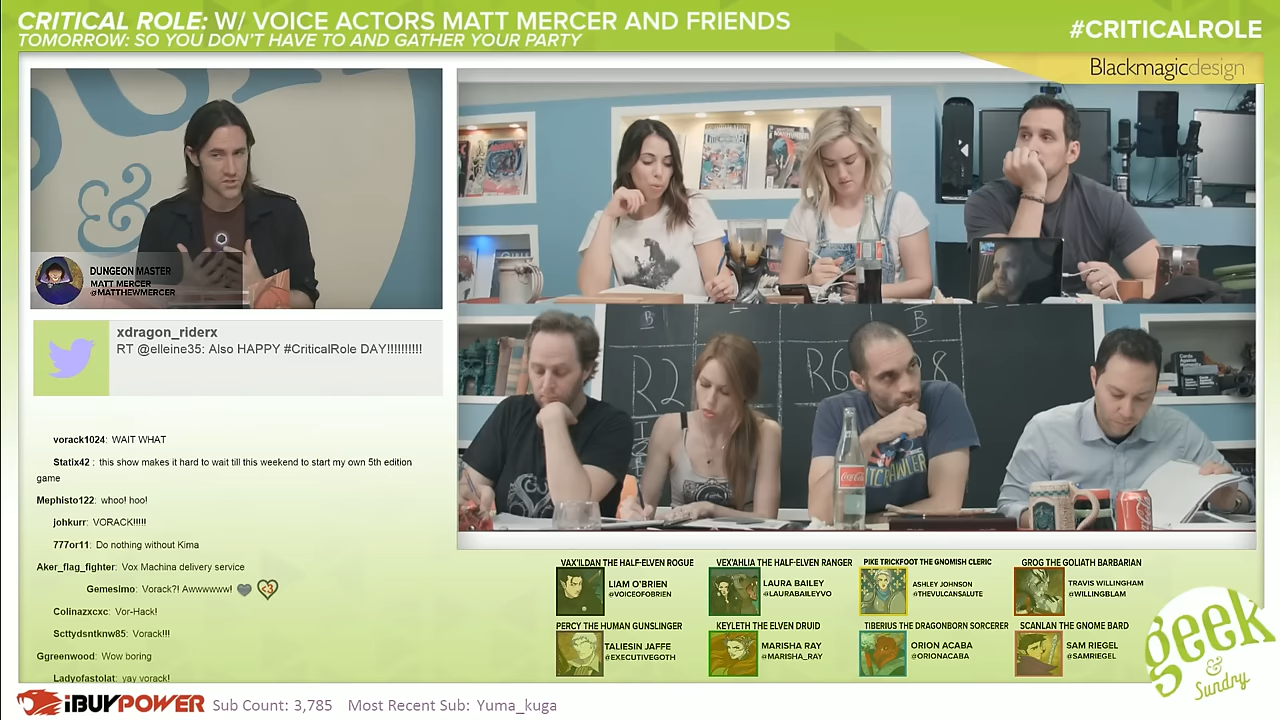 CRITICAL ROLE: W/ VOICE ACTORS MATT MERCER AND FRIENDS
TOMORROW: SO YOU DON'T HAVE TO AND GATHER YOUR PARTY
#CRITICALROLE
Blackmagicdesign
DUNGEON MASTER
MATT MERCER
@MATTHEWMERCER
xdragon_riderx
RT @elleine35: Also HAPPY #CriticalRole DAY!!!!!!!!!!
vorack1024: WAIT WHAT
Statix42 : this show makes it hard to wait till this weekend to start my own 5th edition
game
Mephisto122: whoo! hoo!
johkurr: VORACK!!!!!
777or11: Do nothing without Kima
Aker_flag_fighter: Vox Machina delivery service
Gemesimo: Vorack?! Awwwwww!
<3
Colinazxcxc: Vor-Hack!
Scttydsntknw85: Vorack!!!
Ggreenwood: Wow boring
Ladyofastolat: yay vorack!
B
B
R2
R6
8
Coca-Cola
VAX'ILDAN THE HALF-ELVEN ROGUE
LIAM O'BRIEN
@VOICEOFOBRIEN
VEX'AHLIA THE HALF-ELVEN RANGER
LAURA BAILEY
@LAURABAILEYVO
PIKE TRICKFOOT THE GNOMISH CLERIC
ASHLEY JOHNSON
@THEVULCANSALUTE
GROG THE GOLIATH BARBARIAN
TRAVIS WILLINGHAM
@WILLINGBLAM
PERCY THE HUMAN GUNSLINGER
TALIESIN JAFFE
@EXECUTIVEGOTH
KEYLETH THE ELVEN DRUID
MARISHA RAY
@MARISHA_RAY
TIBERIUS THE DRAGONBORN SORCERER
ORION ACABA
@ORIONACABA
SCANLAN THE GNOME BARD
SAM RIEGEL
@SAMRIEGEL
geek
&
Sundry
iBUYPOWER
Sub Count: 3,785 Most Recent Sub: Yuma_kuga